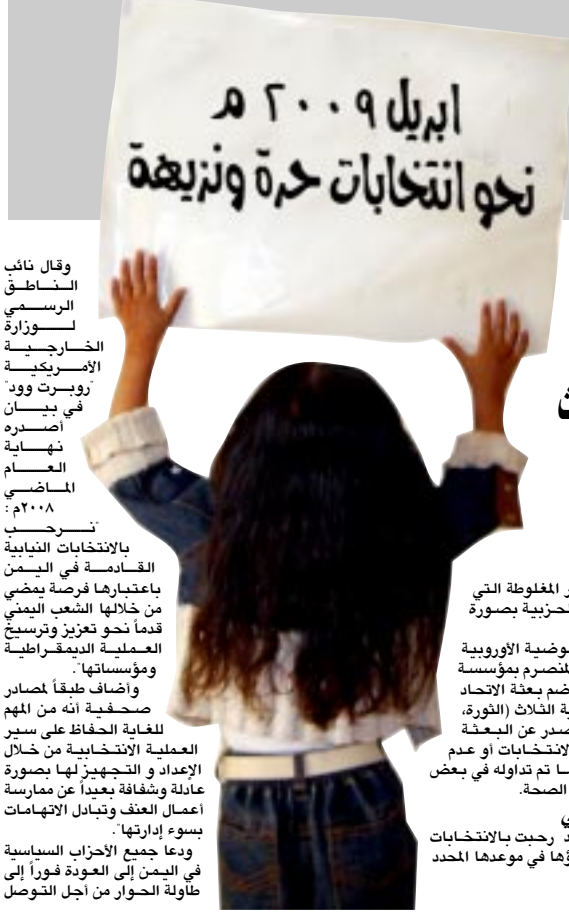 ابريل ٢٠٠٩ م
نحو انتخابات حرة ونزيهة
ر المغلوطة التي
لحزبية بصورة
وضية الأوروبية
لمنصرم بمؤسسة
ضم بعثة الاتحاد
ية الثلاث (الثورة،
صدر عن البعثة
لانتخابات أو عدم
ا تم تداوله في بعض
الصحة.
د رحبت بالانتخابات
ؤها في موعدها المحدد
وقال نائب
الناطق
الرسمي
لوزارة
الخارجية
الأمريكية
"روبرت وود"
في بيان
أصدره
نهاية
العام
الماضي
٢٠٠٨م :
"نرحب
بالانتخابات النيابية
القادمة في اليمن
باعتبارها فرصة يمضي
من خلالها الشعب اليمني
قدماً نحو تعزيز وترسيخ
العملية الديمقراطية
ومؤسساتها".
وأضاف طبقاً لمصادر
صحفية أنه من المهم
للغاية الحفاظ على سير
العملية الانتخابية من خلال
الإعداد و التجهيز لها بصورة
عادلة وشفافة بعيداً عن ممارسة
أعمال العنف وتبادل الاتهامات
بسوء إدارتها".
ودعا جميع الأحزاب السياسية
في اليمن إلى العودة فوراً إلى
طاولة الحوار من أجل التوصل